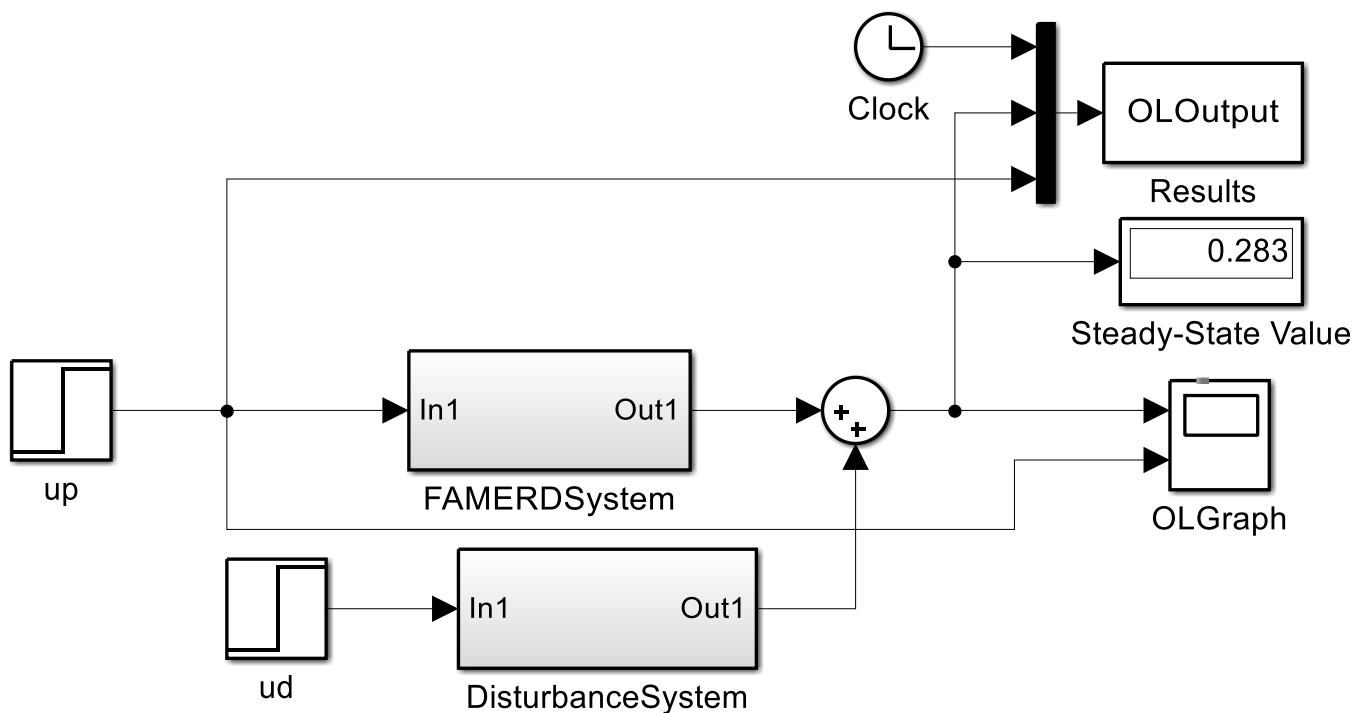 Clock
OLOutput
Results
0.283
Steady-State Value
up
In1
Out1
FAMERDSystem
+
+
OLGraph
ud
In1
Out1
DisturbanceSystem